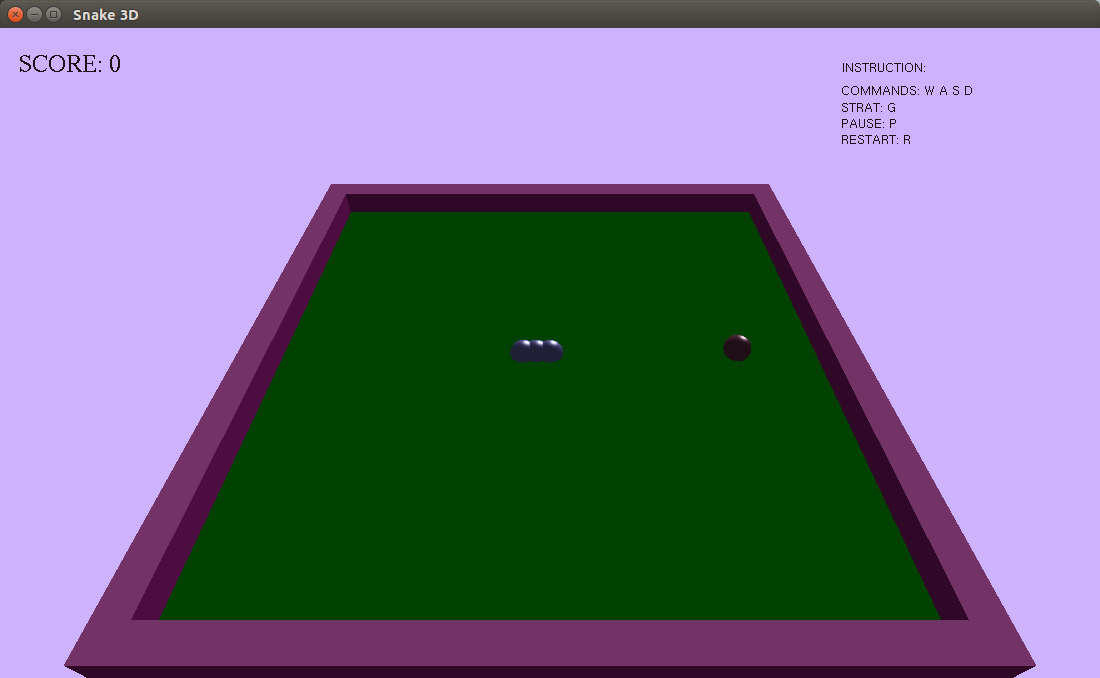 Snake 3D
SCORE: 0
INSTRUCTION:
COMMANDS: W A S D
STRAT: G
PAUSE: P
RESTART: R